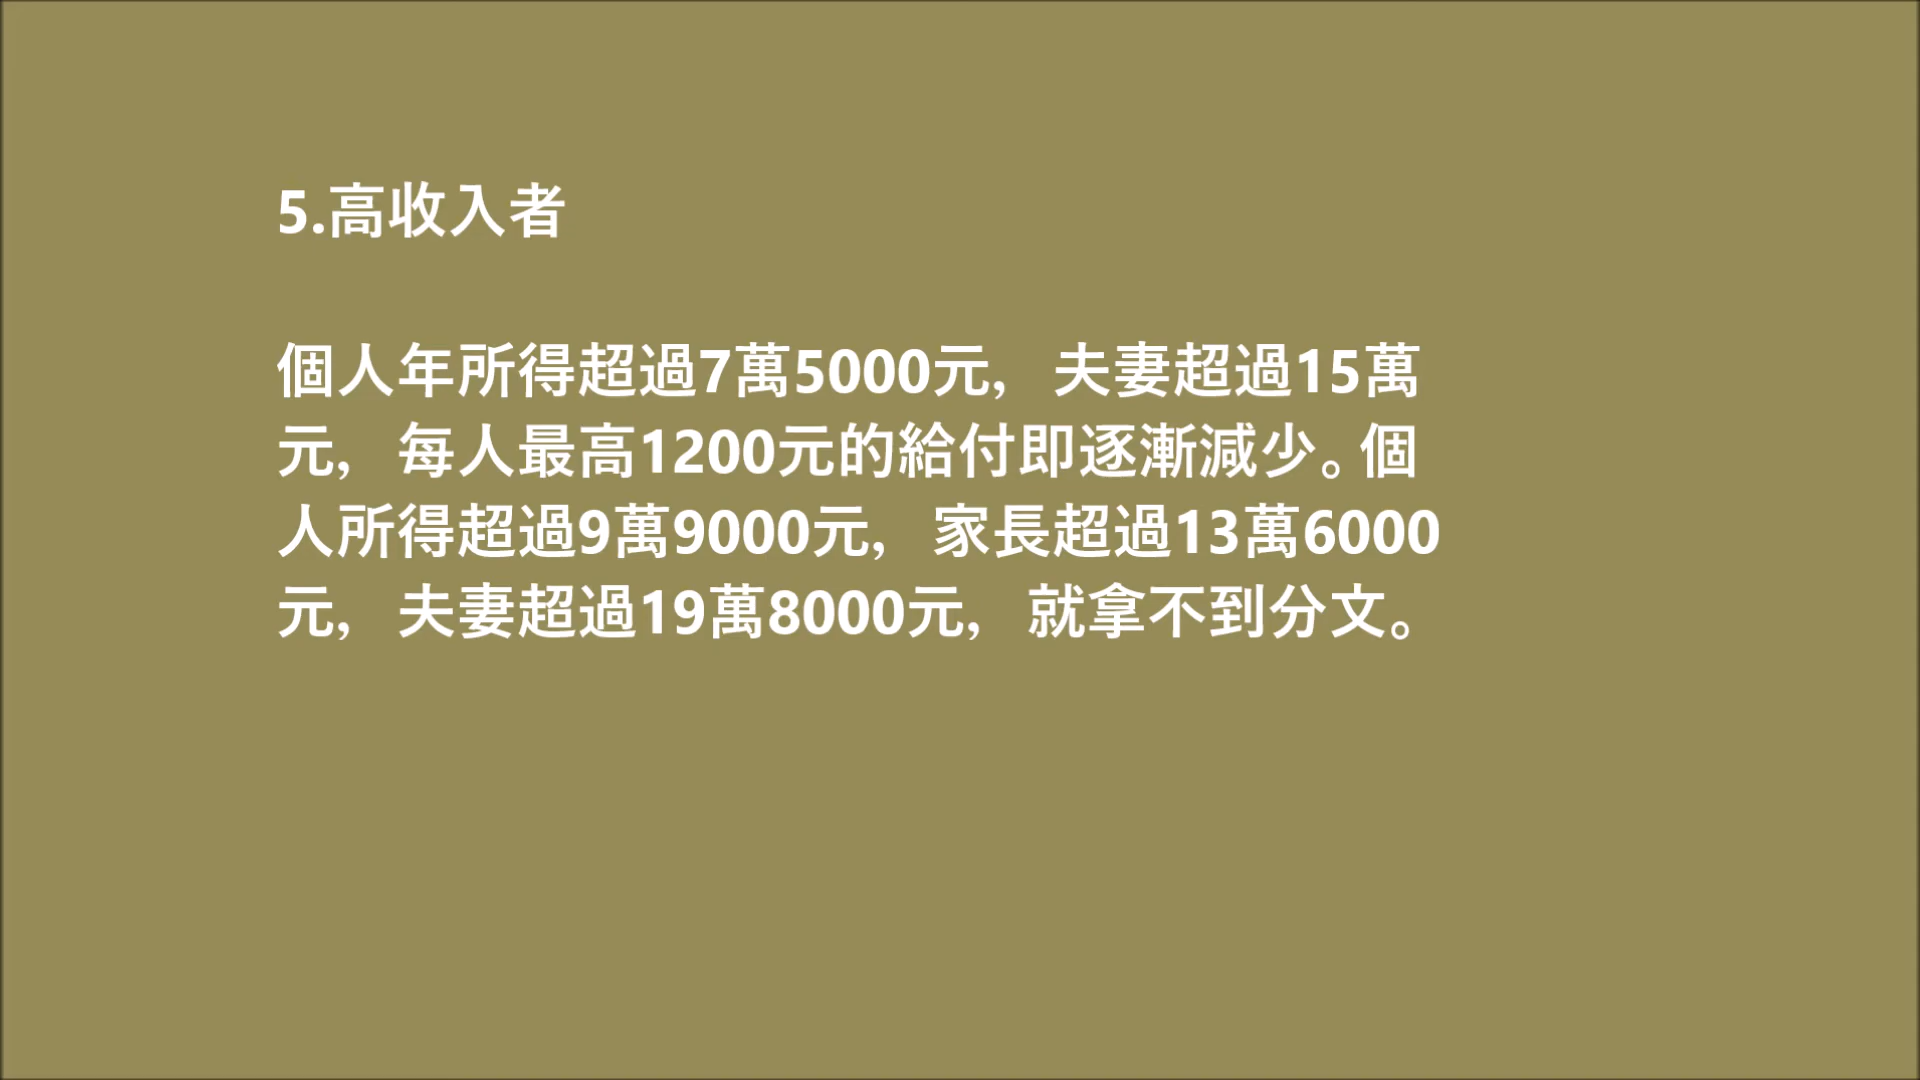 5.高收入者
個人年所得超過7萬5000元，夫妻超過15萬
元，每人最高1200元的給付即逐漸減少。個
人所得超過9萬9000元，家長超過13萬6000
元，夫妻超過19萬8000元，就拿不到分文。